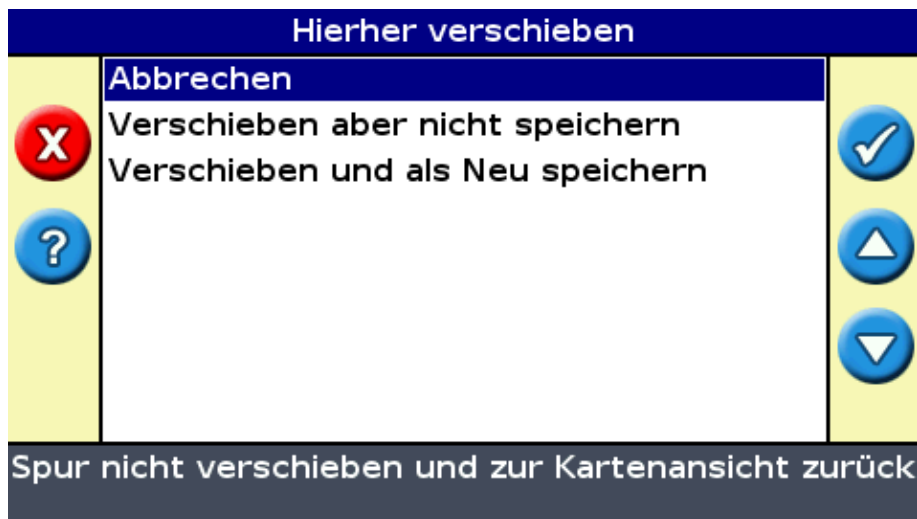 Hierher verschieben
Abbrechen
Verschieben aber nicht speichern
Verschieben und als Neu speichern
?
Spur nicht verschieben und zur Kartenansicht zurück